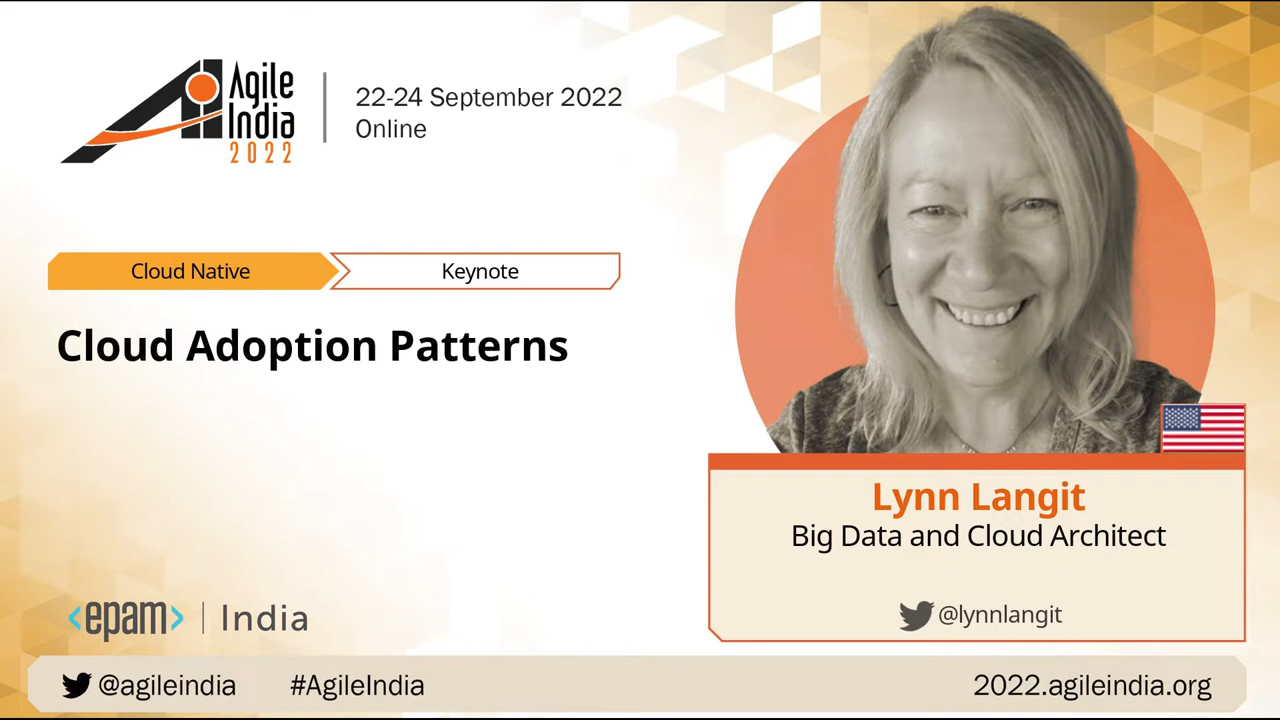 Agile
India
2022
22-24 September 2022
Online
Cloud Native
Keynote
Cloud Adoption Patterns
Lynn Langit
Big Data and Cloud Architect
@lynnlangit
<epam> | India
@agileindia
#AgileIndia
2022.agileindia.org